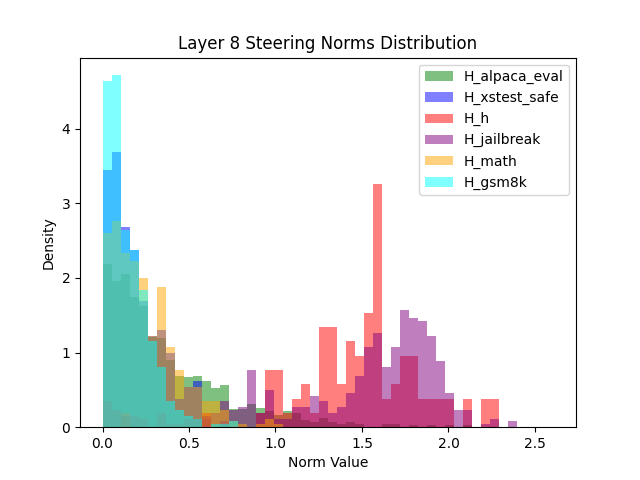 Layer 8 Steering Norms Distribution
H_alpaca_eval
H_xstest_safe
H_h
H_jailbreak
H_math
H_gsm8k
Density
4
3
2
1
0
0.0 0.5 1.0 1.5 2.0 2.5
Norm Value